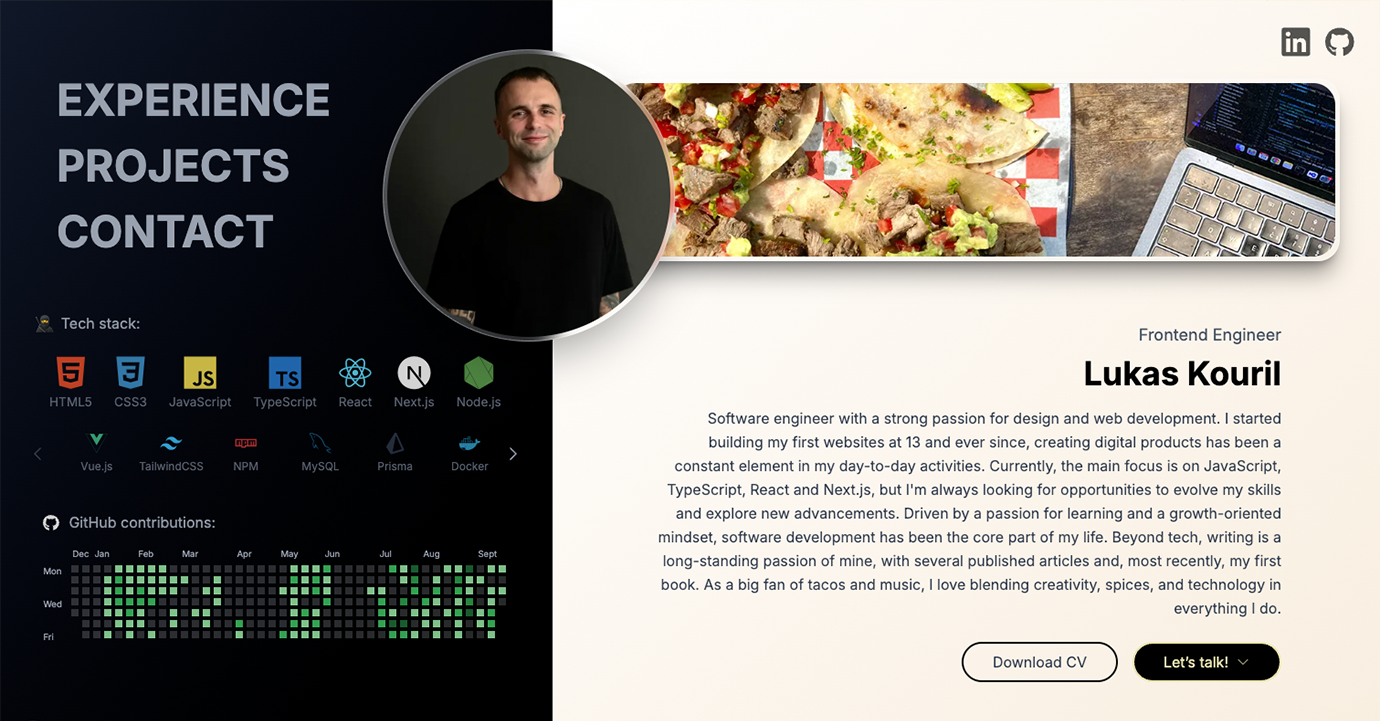 EXPERIENCE
PROJECTS
CONTACT
Tech stack:
HTML5 CSS3 JavaScript TypeScript React Next.js Node.js
Vue.js TailwindCSS NPM MySQL Prisma Docker
GitHub contributions:
Dec Jan Feb Mar Apr May Jun Jul Aug Sept
Mon
Wed
Fri
Frontend Engineer
Lukas Kouril
Software engineer with a strong passion for design and web development. I started
building my first websites at 13 and ever since, creating digital products has been a
constant element in my day-to-day activities. Currently, the main focus is on JavaScript,
TypeScript, React and Next.js, but I'm always looking for opportunities to evolve my skills
and explore new advancements. Driven by a passion for learning and a growth-oriented
mindset, software development has been the core part of my life. Beyond tech, writing is a
long-standing passion of mine, with several published articles and, most recently, my first
book. As a big fan of tacos and music, I love blending creativity, spices, and technology in
everything I do.
Download CV
Let's talk!